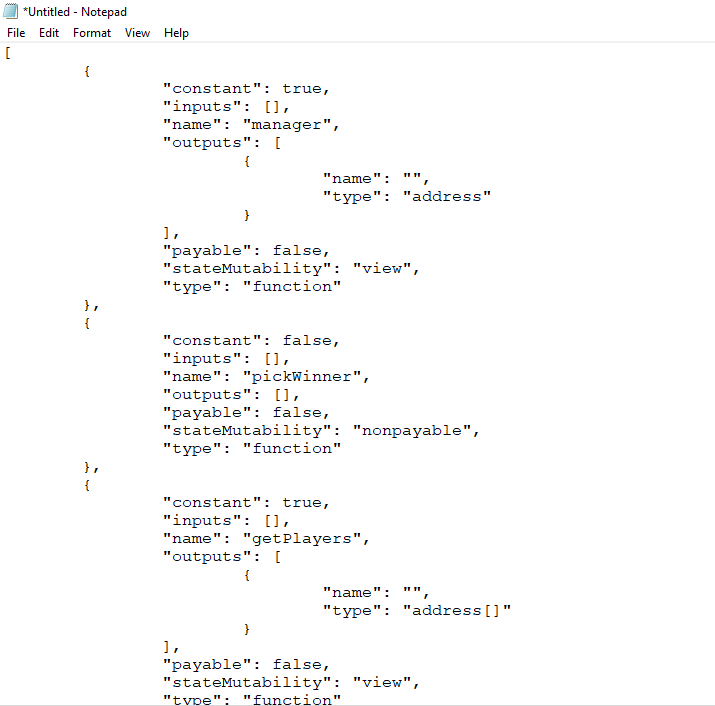 *Untitled - Notepad
File Edit Format View Help
[
{
"constant": true,
"inputs": [],
"name": "manager",
"outputs": [
{
"name": "",
"type": "address"
}
],
"payable": false,
"stateMutability": "view",
"type": "function"
},
{
"constant": false,
"inputs": [],
"name": "pickWinner",
"outputs": [],
"payable": false,
"stateMutability": "nonpayable",
"type": "function"
},
{
"constant": true,
"inputs": [],
"name": "getPlayers",
"outputs": [
{
"name": "",
"type": "address[]"
}
],
"payable": false,
"stateMutability": "view",
"type": "function"